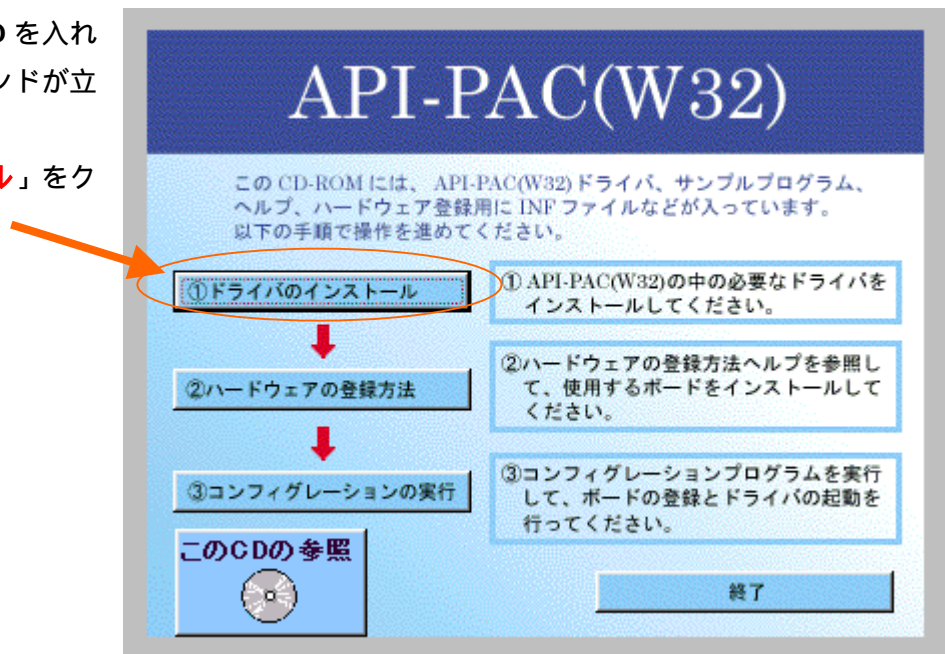 を入れ
ンドが立
」をク
API-PAC(W32)
この CD-ROM には、 API-PAC(W32)ドライバ、サンプルプログラム、
ヘルプ、ハードウェア登録用に INF ファイルなどが入っています。
以下の手順で操作を進めてください。
①ドライバのインストール
① API-PAC(W32)の中の必要なドライバを
インストールしてください。
②ハードウェアの登録方法
②ハードウェアの登録方法ヘルプを参照し
て、使用するボードをインストールして
ください。
③コンフィグレーションの実行
③コンフィグレーションプログラムを実行
して、ボードの登録とドライバの起動を
行ってください。
このCDの参照
終了